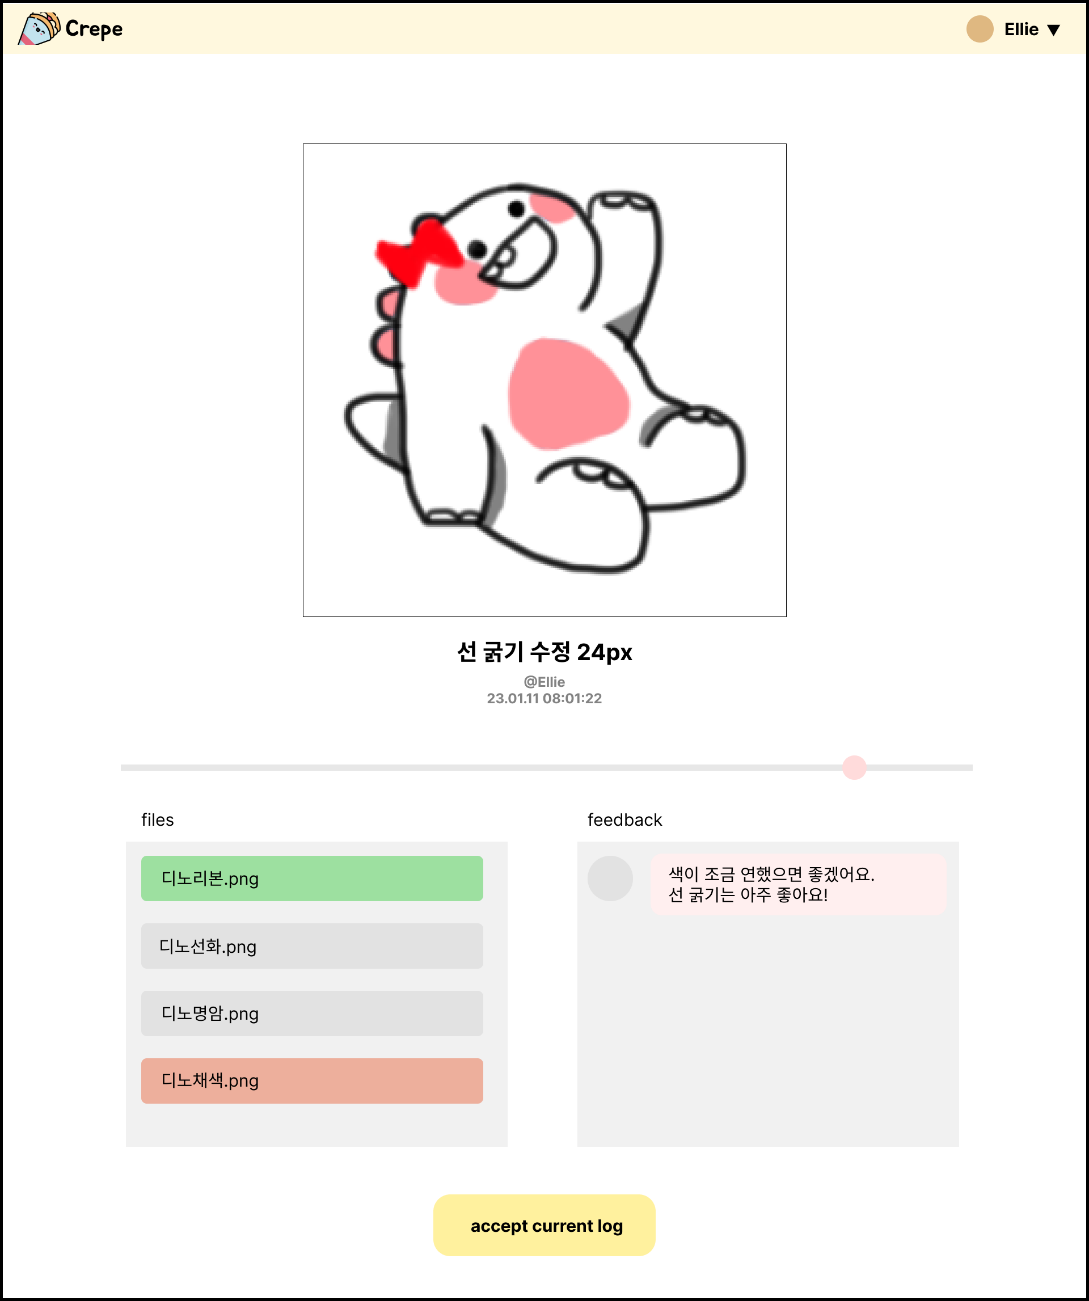 Crepe
Ellie ▼
선 굵기 수정 24px
@Ellie
23.01.11 08:01:22
files
feedback
디노리본.png
디노선화.png
디노명암.png
디노채색.png
색이 조금 연했으면 좋겠어요.
선 굵기는 아주 좋아요!
accept current log